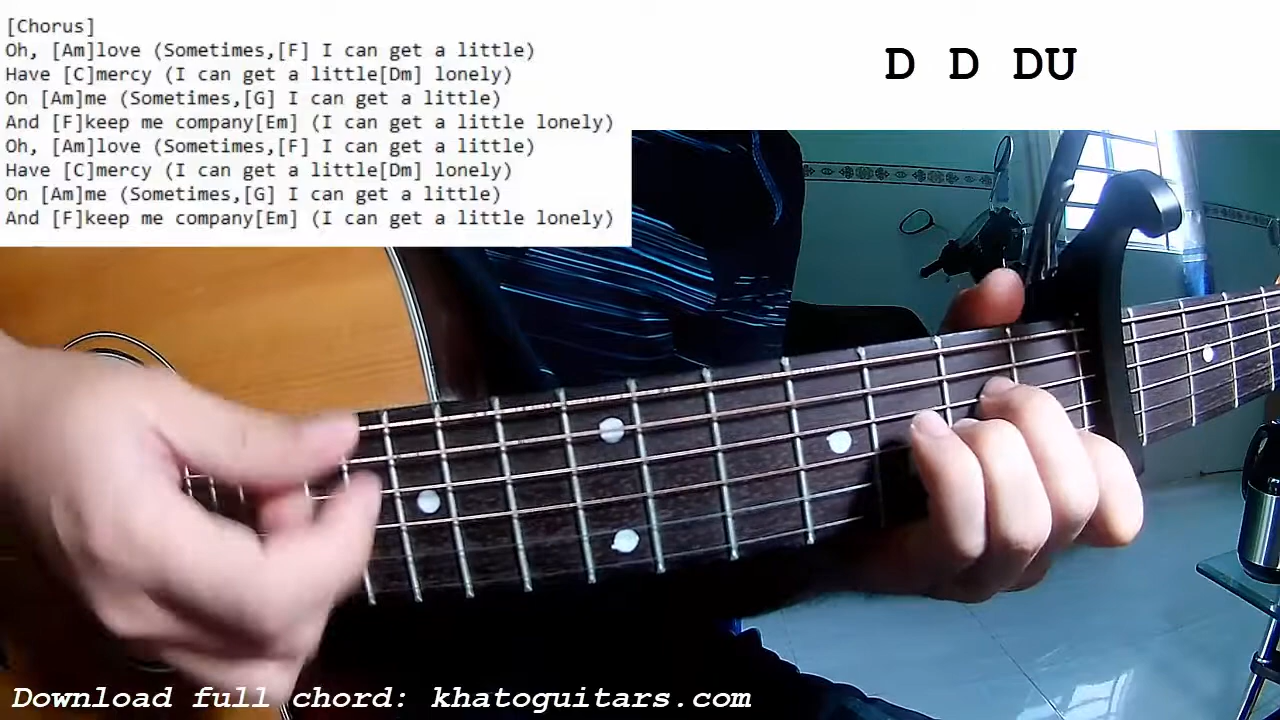 [Chorus]
Oh, [Am]love (Sometimes,[F] I can get a little)
Have [C]mercy (I can get a little[Dm] lonely)
On [Am]me (Sometimes,[G] I can get a little)
And [F]keep me company[Em] (I can get a little lonely)
Oh, [Am]love (Sometimes,[F] I can get a little)
Have [C]mercy (I can get a little[Dm] lonely)
On [Am]me (Sometimes,[G] I can get a little)
And [F]keep me company[Em] (I can get a little lonely)
D D DU
Download full chord: khatoguitars.com